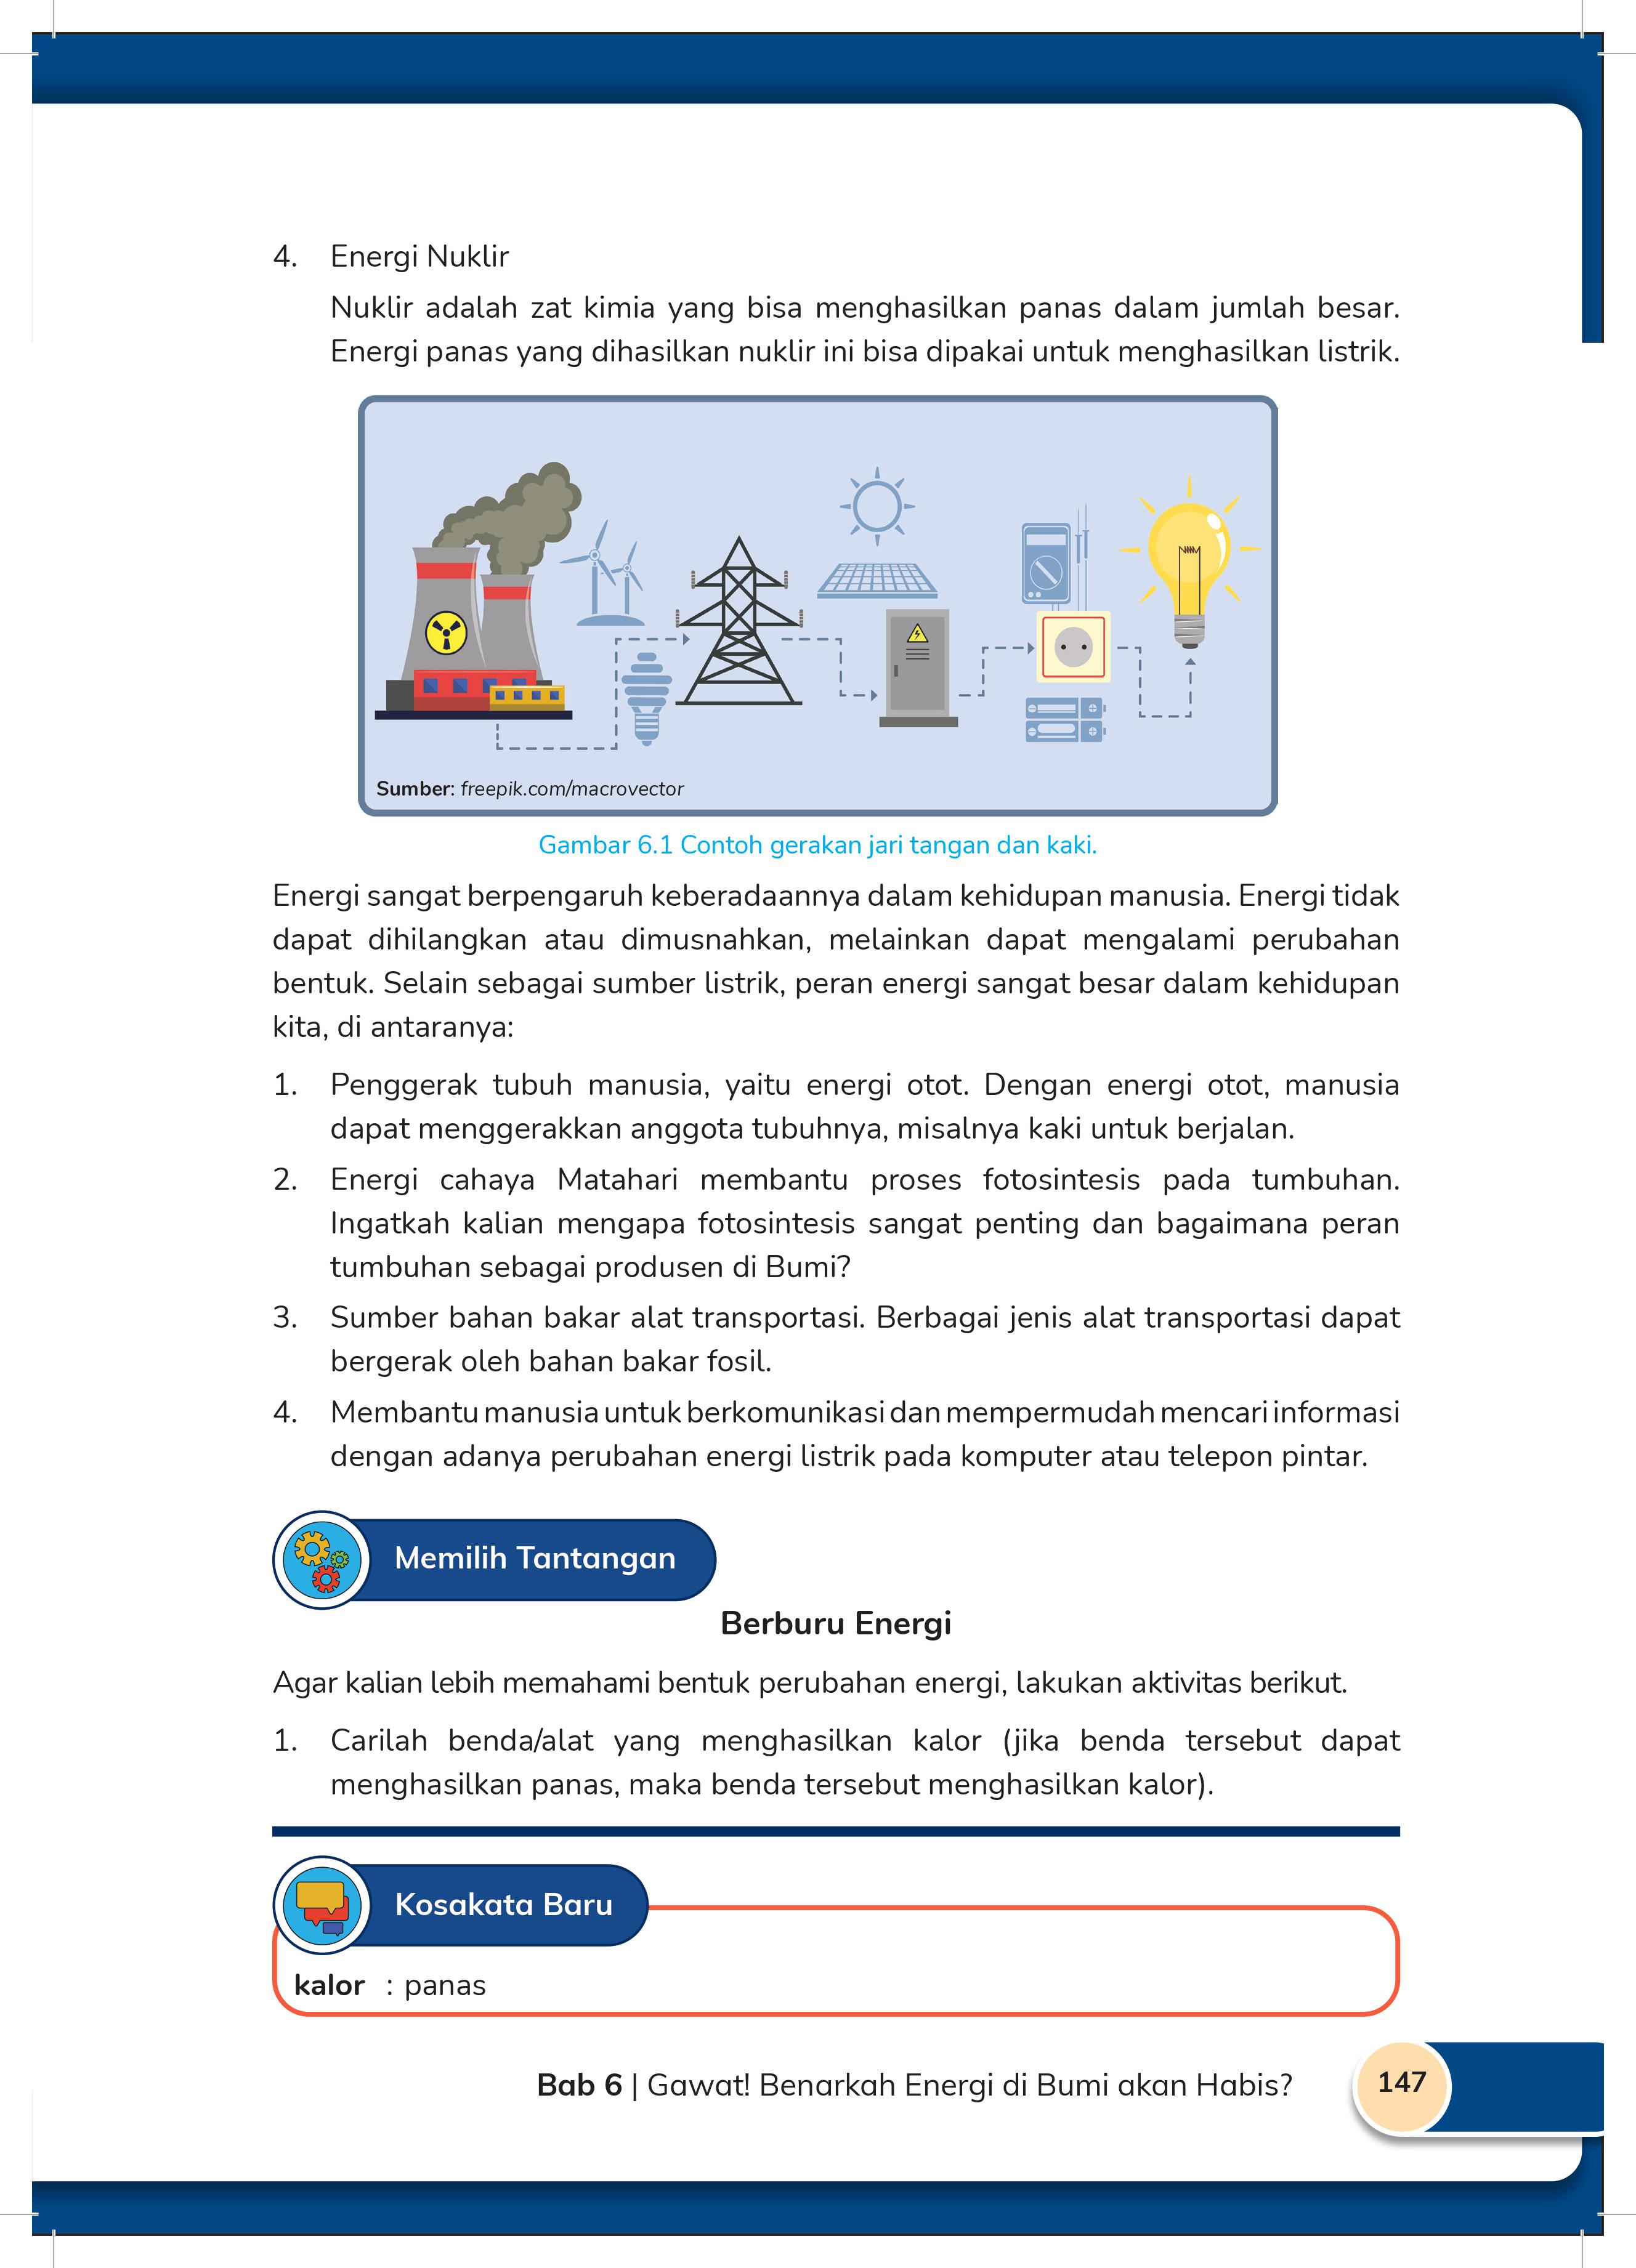 4. Energi Nuklir
Nuklir adalah zat kimia yang bisa menghasilkan panas dalam jumlah besar.
Energi panas yang dihasilkan nuklir ini bisa dipakai untuk menghasilkan listrik.
Sumber: freepik.com/macrovector
Gambar 6.1 Contoh gerakan jari tangan dan kaki.
Energi sangat berpengaruh keberadaannya dalam kehidupan manusia. Energi tidak
dapat dihilangkan atau dimusnahkan, melainkan dapat mengalami perubahan
bentuk. Selain sebagai sumber listrik, peran energi sangat besar dalam kehidupan
kita, di antaranya:
1. Penggerak tubuh manusia, yaitu energi otot. Dengan energi otot, manusia
dapat menggerakkan anggota tubuhnya, misalnya kaki untuk berjalan.
2. Energi cahaya Matahari membantu proses fotosintesis pada tumbuhan.
Ingatkah kalian mengapa fotosintesis sangat penting dan bagaimana peran
tumbuhan sebagai produsen di Bumi?
3. Sumber bahan bakar alat transportasi. Berbagai jenis alat transportasi dapat
bergerak oleh bahan bakar fosil.
4. Membantu manusia untuk berkomunikasi dan mempermudah mencari informasi
dengan adanya perubahan energi listrik pada komputer atau telepon pintar.
Memilih Tantangan
Berburu Energi
Agar kalian lebih memahami bentuk perubahan energi, lakukan aktivitas berikut.
1. Carilah benda/alat yang menghasilkan kalor (jika benda tersebut dapat
menghasilkan panas, maka benda tersebut menghasilkan kalor).
Kosakata Baru
kalor : panas
Bab 6 | Gawat! Benarkah Energi di Bumi akan Habis?
147